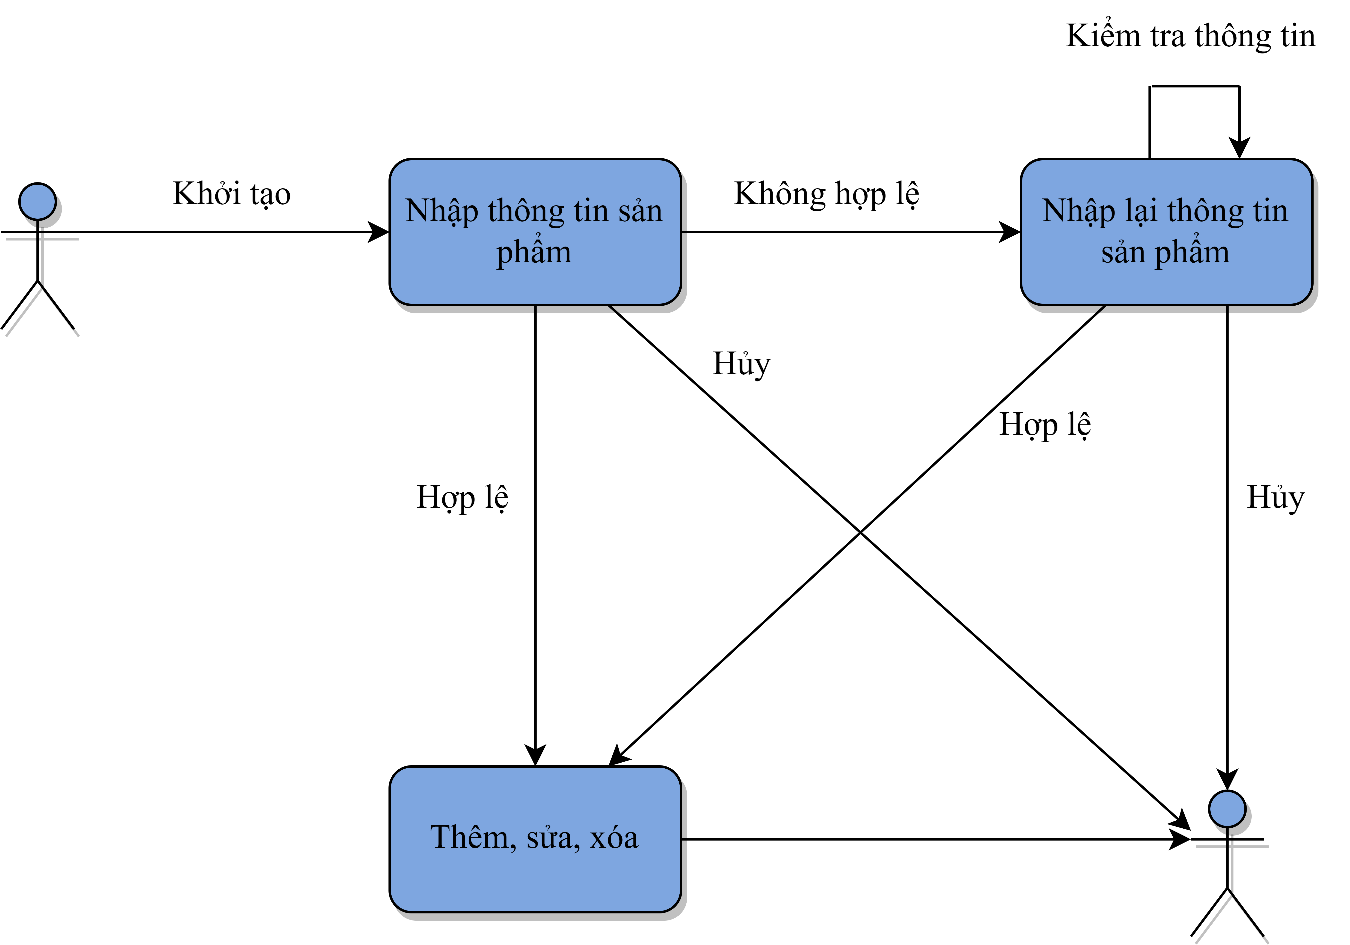 Kiểm tra thông tin
Khởi tạo
Nhập thông tin sản
phẩm
Không hợp lệ
Nhập lại thông tin
sản phẩm
Hủy
Hợp lệ
Hợp lệ
Hủy
Thêm, sửa, xóa